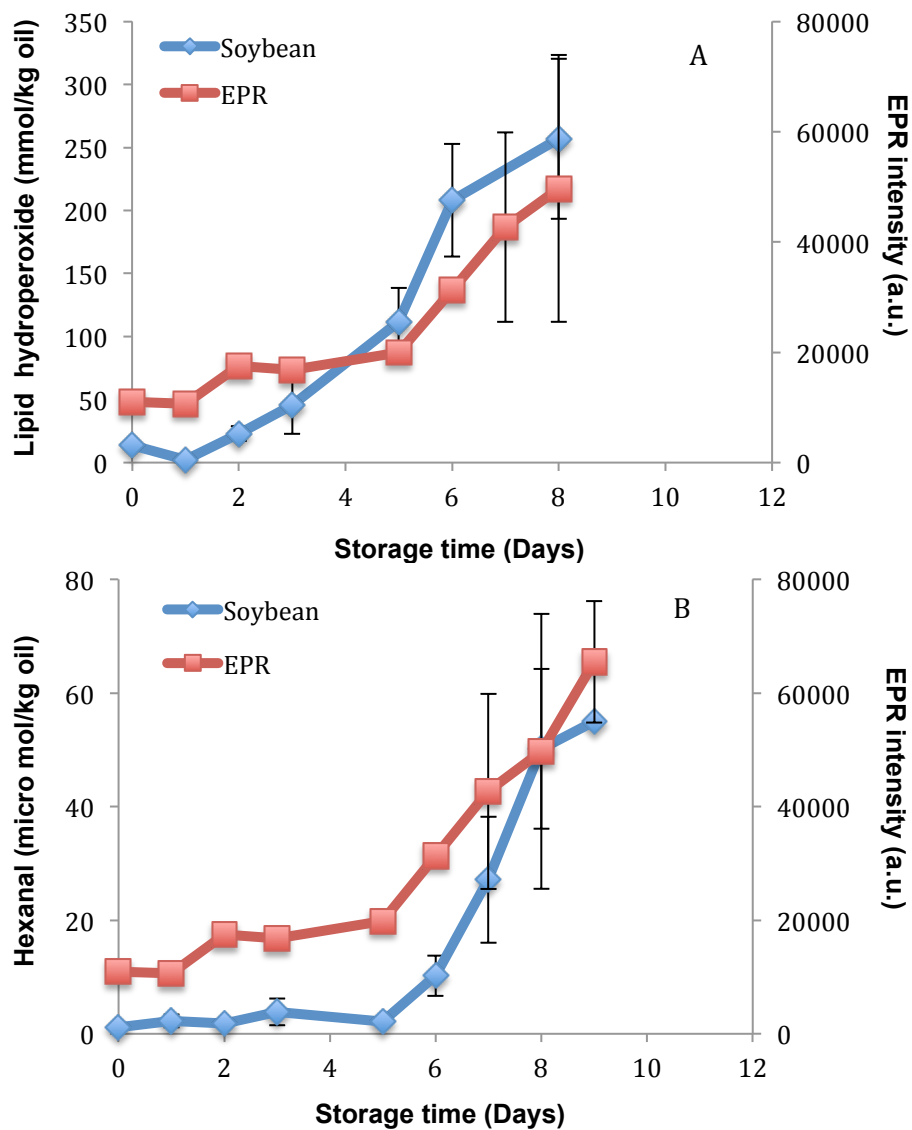 350
300
250
200
150
100
50
0
Lipid hydroperoxide (mmol/kg oil)
Soybean
EPR
A
80000
60000
40000
20000
0
EPR intensity (a.u.)
0 2 4 6 8 10 12
Storage time (Days)
80
60
40
20
0
Hexanal (micro mol/kg oil)
Soybean
EPR
B
80000
60000
40000
20000
0
EPR intensity (a.u.)
0 2 4 6 8 10 12
Storage time (Days)